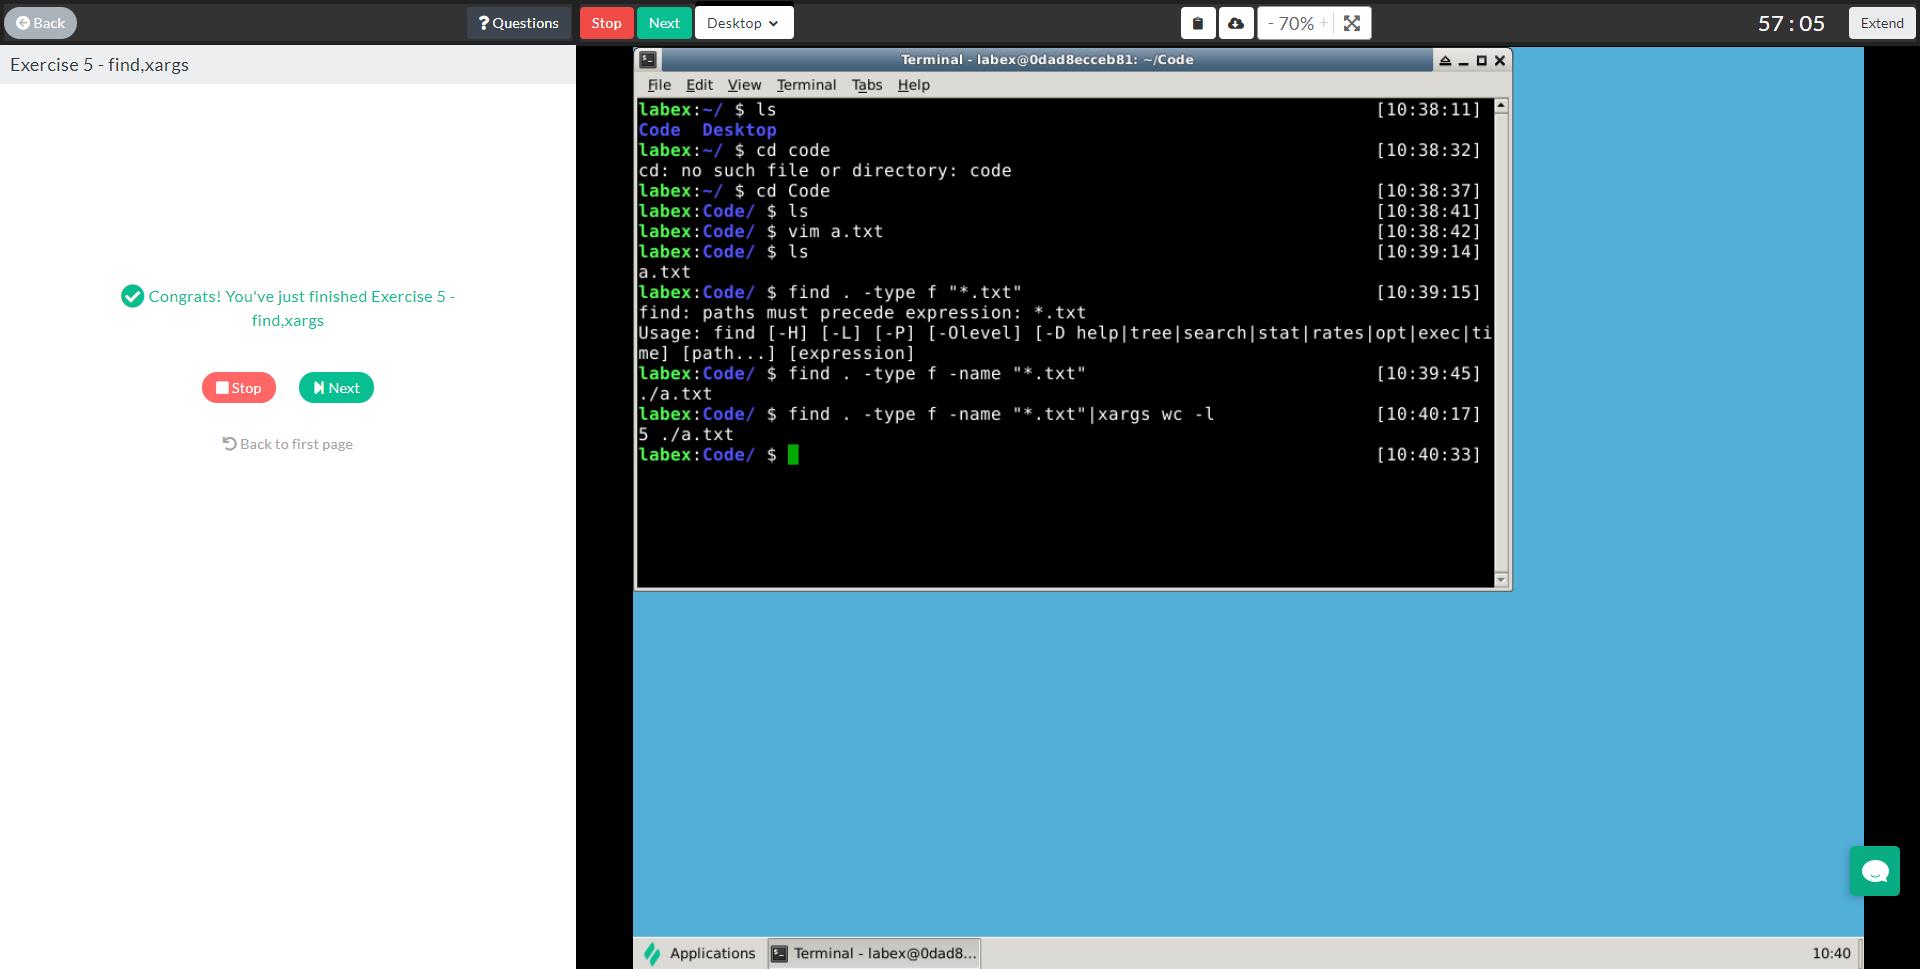 Back
? Questions
Stop
Next
Desktop
- 70% +
57 : 05
Extend
Exercise 5 - find,xargs
Congrats! You've just finished Exercise 5 -
find,xargs
Stop
Next
Back to first page
Terminal - labex@0dad8ecceb81: ~/Code
File Edit View Terminal Tabs Help
labex:~/ $ ls [10:38:11]
Code Desktop
labex:~/ $ cd code [10:38:32]
cd: no such file or directory: code
labex:~/ $ cd Code [10:38:37]
labex:Code/ $ ls [10:38:41]
labex:Code/ $ vim a.txt [10:38:42]
labex:Code/ $ ls [10:39:14]
a.txt
labex:Code/ $ find . -type f "*.txt" [10:39:15]
find: paths must precede expression: *.txt
Usage: find [-H] [-L] [-P] [-Olevel] [-D help|tree|search|stat|rates|opt|exec|ti
me] [path...] [expression]
labex:Code/ $ find . -type f -name "*.txt" [10:39:45]
./a.txt
labex:Code/ $ find . -type f -name "*.txt"|xargs wc -l [10:40:17]
5 ./a.txt
labex:Code/ $ [10:40:33]
Applications
Terminal - labex@0dad8...
10:40